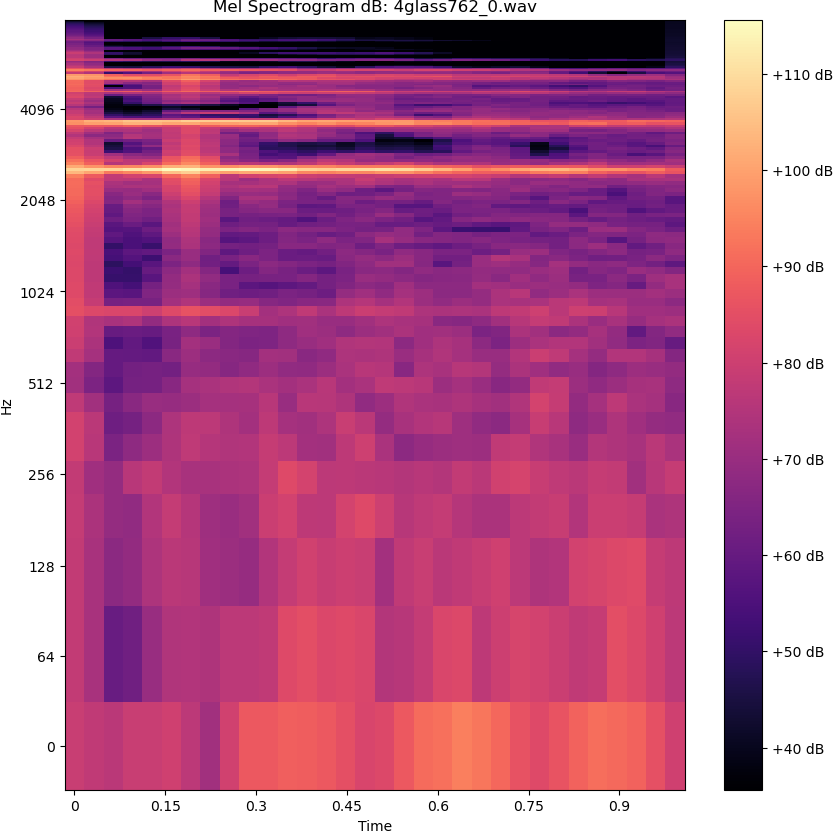 Mel Spectrogram dB: 4glass762_0.wav
Hz
4096
2048
1024
512
256
128
64
0
0 0.15 0.3 0.45 0.6 0.75 0.9
Time
+110 dB
+100 dB
+90 dB
+80 dB
+70 dB
+60 dB
+50 dB
+40 dB